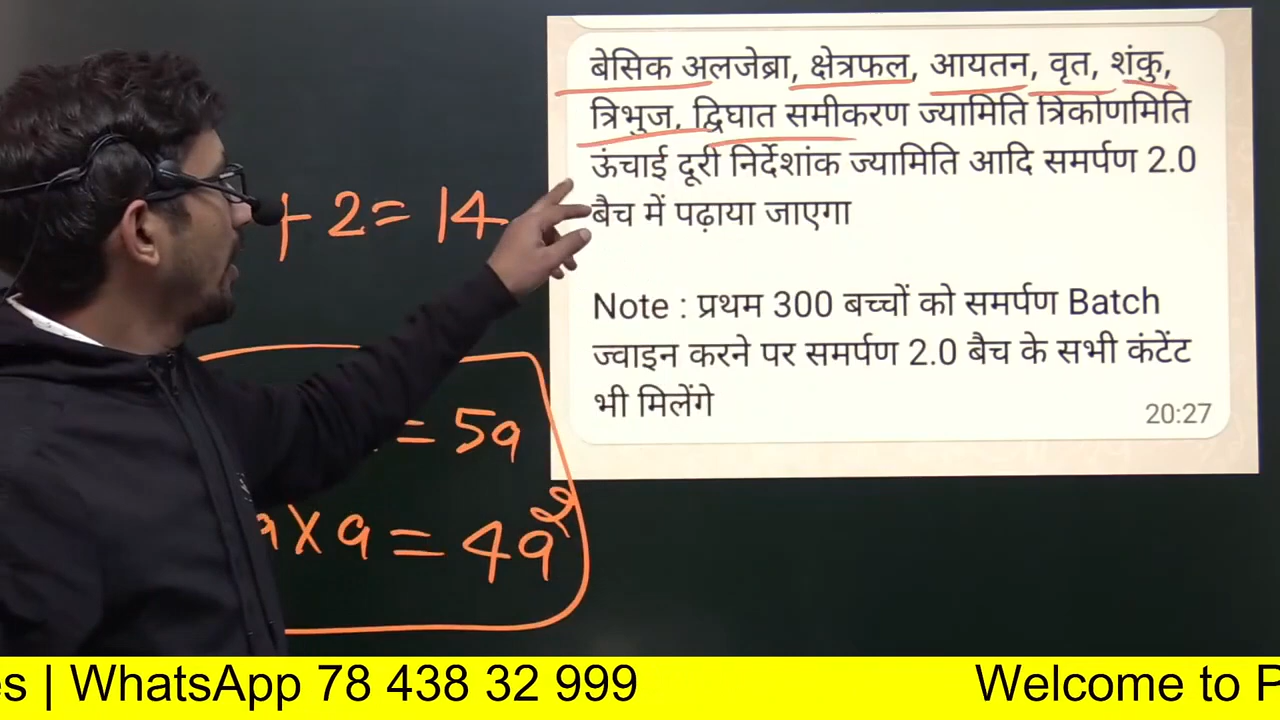 बेसिक अलजेब्रा, क्षेत्रफल, आयतन, वृत, शंकु,
त्रिभुज, द्विघात समीकरण ज्यामिति त्रिकोणमिति
ऊंचाई दूरी निर्देशांक ज्यामिति आदि समर्पण 2.0
बैच में पढ़ाया जाएगा
Note : प्रथम 300 बच्चों को समर्पण Batch
ज्वाइन करने पर समर्पण 2.0 बैच के सभी कंटेंट
भी मिलेंगे
20:27
+ 2 = 14
= 5a
a × a = 4a²
es | WhatsApp 78 438 32 999
Welcome to P